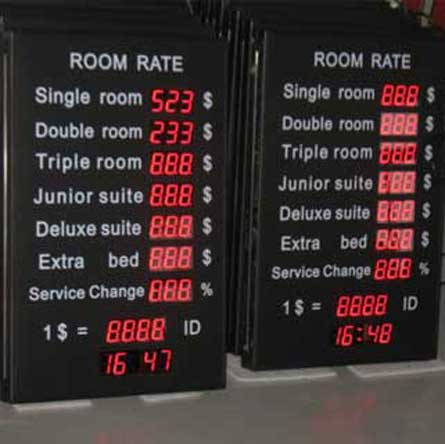 ROOM RATE
Single room 523 $
Double room 233 $
Triple room 888 $
Junior suite 888 $
Deluxe suite 888 $
Extra bed 888 $
Service Change 888 %
1$ = 8888 ID
16 47
ROOM RATE
Single room 888 $
Double room 888 $
Triple room 888 $
Junior suite 888 $
Deluxe suite 888 $
Extra bed 888 $
Service Change 888 %
1$ = 8888 ID
16:48